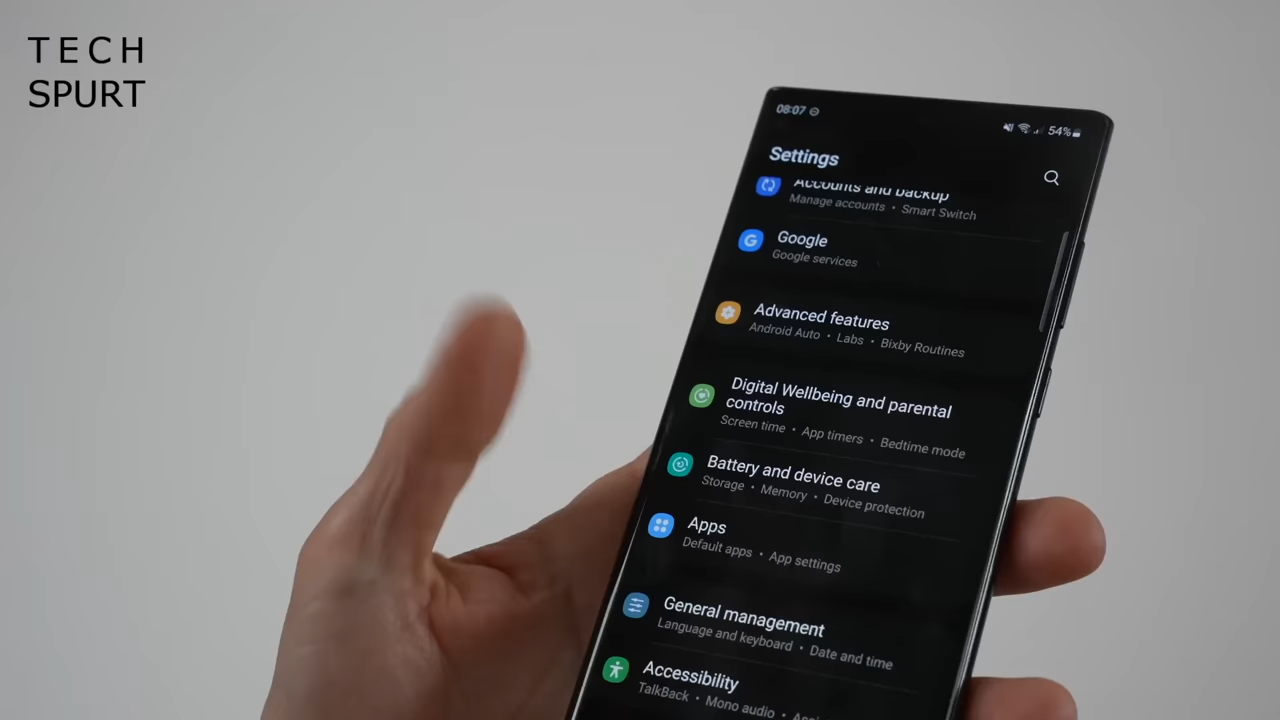 TECH
SPURT
08:07
54%
Settings
Accounts and backup
Manage accounts • Smart Switch
Google
Google services
Advanced features
Android Auto • Labs • Bixby Routines
Digital Wellbeing and parental
controls
Screen time • App timers • Bedtime mode
Battery and device care
Storage • Memory • Device protection
Apps
Default apps • App settings
General management
Language and keyboard • Date and time
Accessibility
TalkBack • Mono audio •